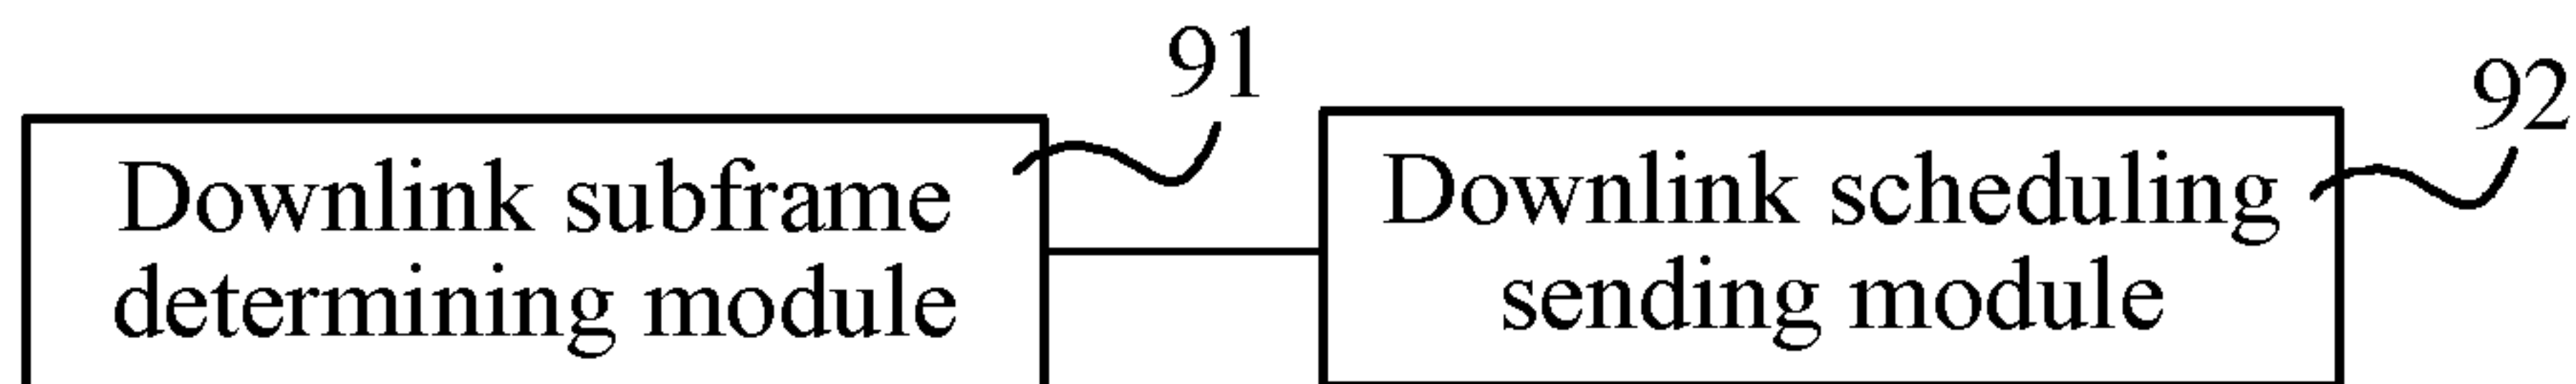 91
92
Downlink subframe
determining module
Downlink scheduling
sending module